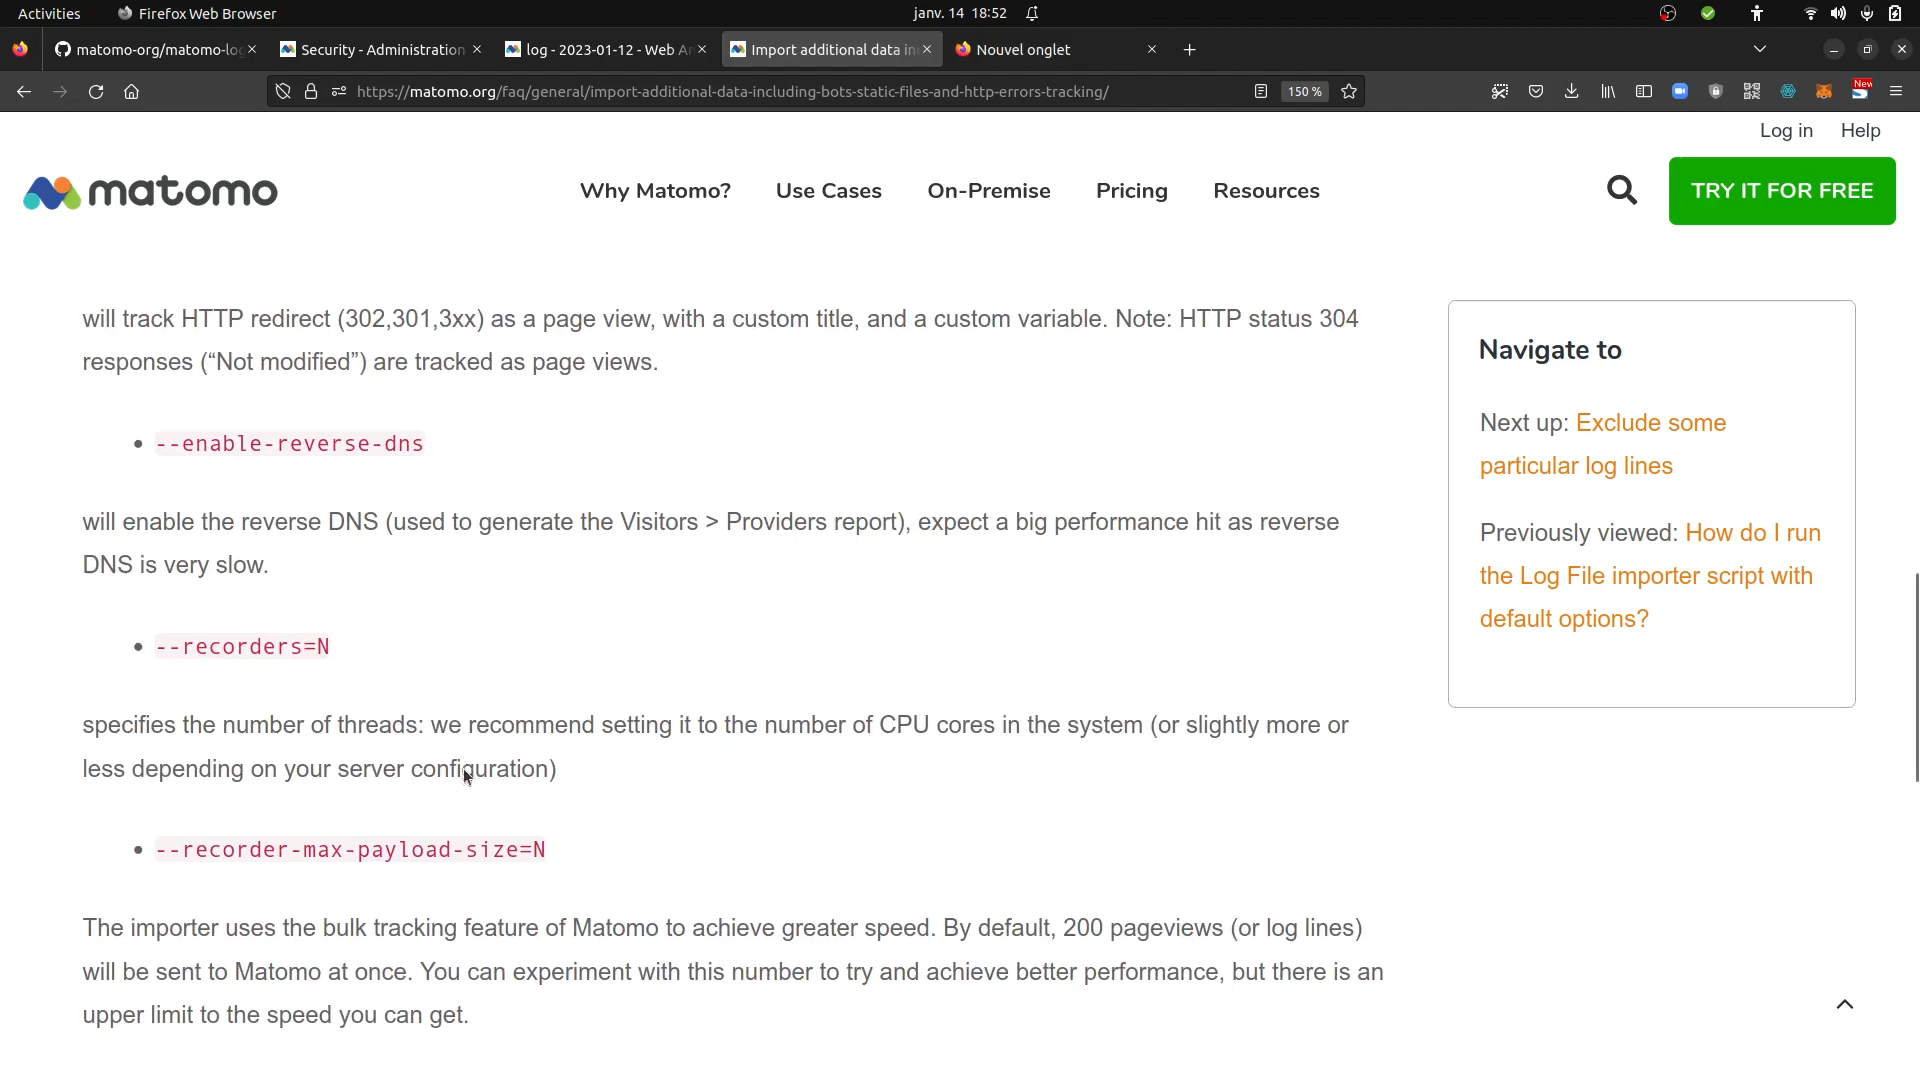 Activities
Firefox Web Browser
janv. 14 18:52
matomo-org/matomo-lo
Security - Administration
log - 2023-01-12 - Web An
Import additional data in
Nouvel onglet
https://matomo.org/faq/general/import-additional-data-including-bots-static-files-and-http-errors-tracking/
150 %
New
Log in
Help
matomo
Why Matomo?
Use Cases
On-Premise
Pricing
Resources
TRY IT FOR FREE
will track HTTP redirect (302,301,3xx) as a page view, with a custom title, and a custom variable. Note: HTTP status 304
responses (“Not modified”) are tracked as page views.
--enable-reverse-dns
will enable the reverse DNS (used to generate the Visitors > Providers report), expect a big performance hit as reverse
DNS is very slow.
--recorders=N
specifies the number of threads: we recommend setting it to the number of CPU cores in the system (or slightly more or
less depending on your server configuration)
--recorder-max-payload-size=N
The importer uses the bulk tracking feature of Matomo to achieve greater speed. By default, 200 pageviews (or log lines)
will be sent to Matomo at once. You can experiment with this number to try and achieve better performance, but there is an
upper limit to the speed you can get.
Navigate to
Next up: Exclude some
particular log lines
Previously viewed: How do I run
the Log File importer script with
default options?